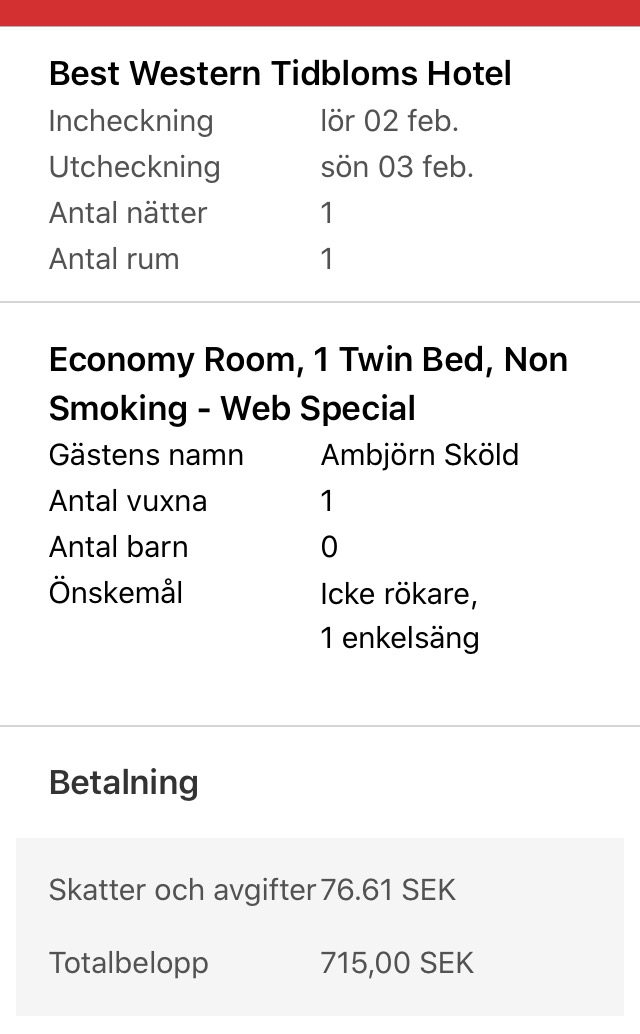 Best Western Tidbloms Hotel
Incheckning lör 02 feb.
Utcheckning sön 03 feb.
Antal nätter 1
Antal rum 1
Economy Room, 1 Twin Bed, Non
Smoking - Web Special
Gästens namn Ambjörn Sköld
Antal vuxna 1
Antal barn 0
Önskemål Icke rökare,
1 enkelsäng
Betalning
Skatter och avgifter 76.61 SEK
Totalbelopp 715,00 SEK